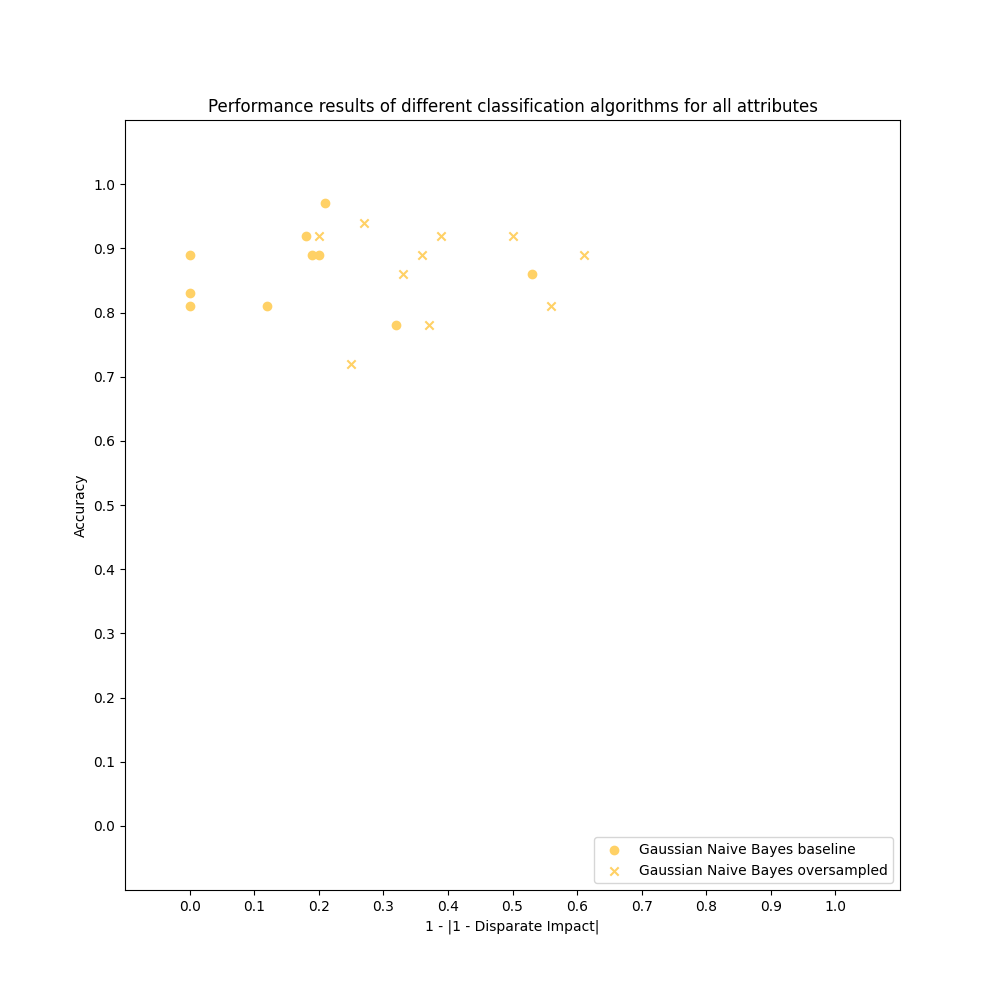 Performance results of different classification algorithms for all attributes
1.0
0.9
0.8
0.7
0.6
0.5
0.4
0.3
0.2
0.1
0.0
Accuracy
Gaussian Naive Bayes baseline
Gaussian Naive Bayes oversampled
0.0 0.1 0.2 0.3 0.4 0.5 0.6 0.7 0.8 0.9 1.0
1 - |1 - Disparate Impact|